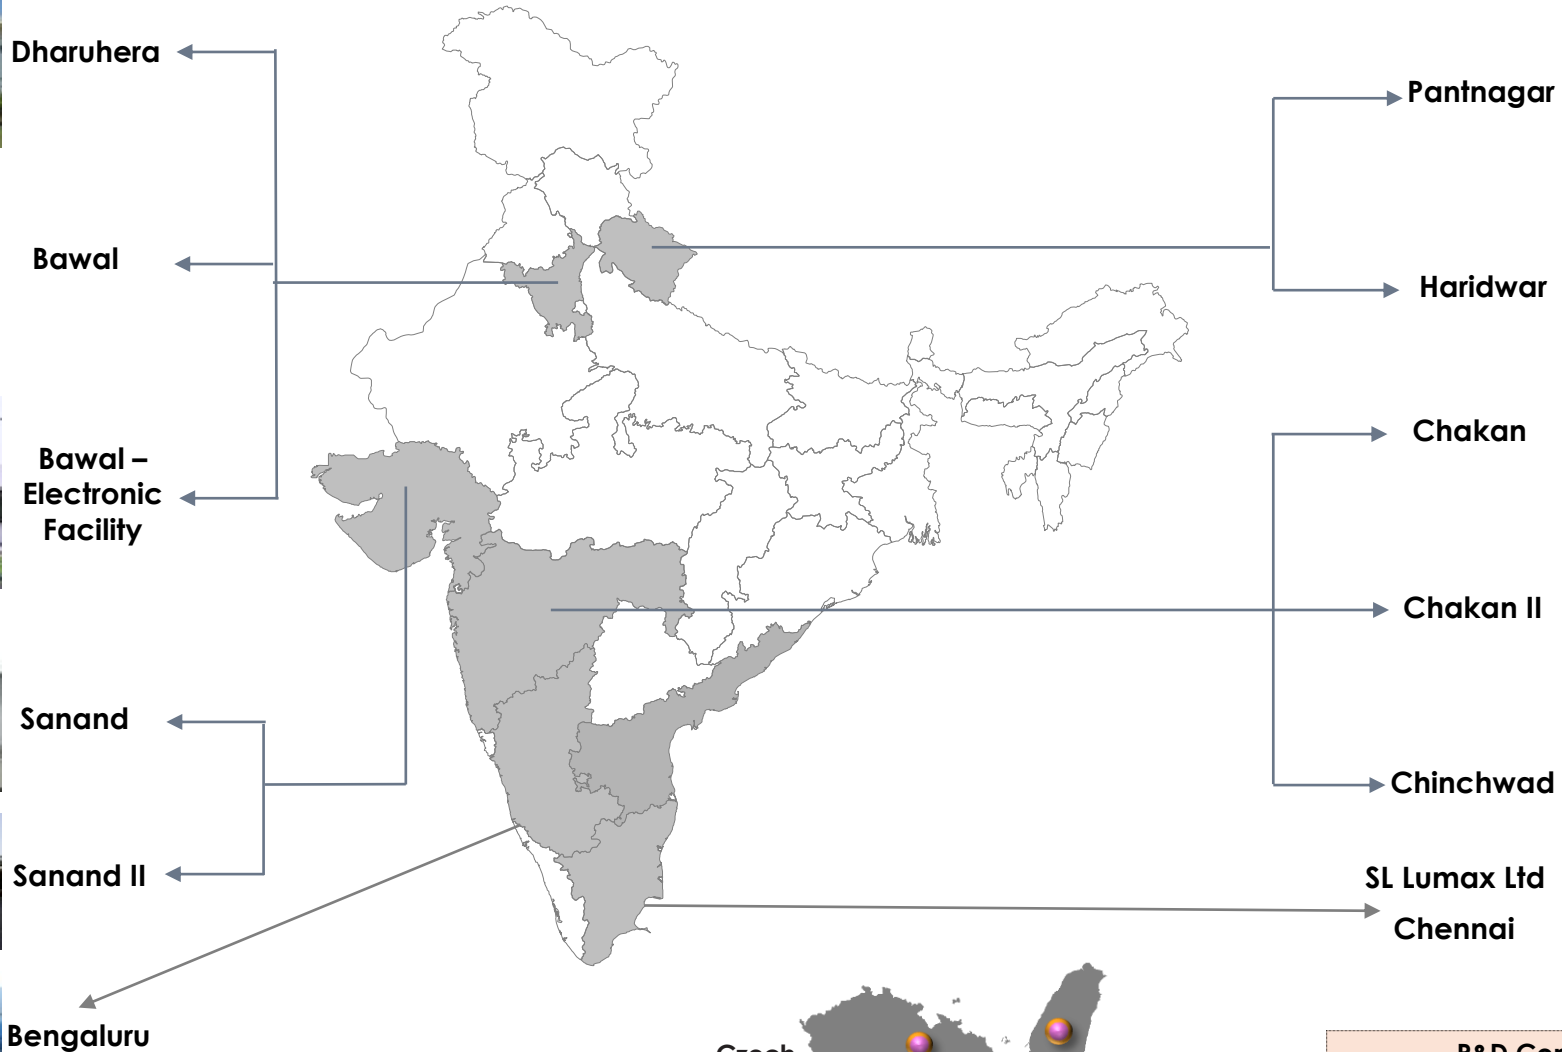 Dharuhera
Pantnagar
Bawal
Haridwar
Bawal –
Electronic
Facility
Chakan
Chakan II
Sanand
Chinchwad
Sanand II
SL Lumax Ltd
Chennai
Bengaluru
Czech
R&D